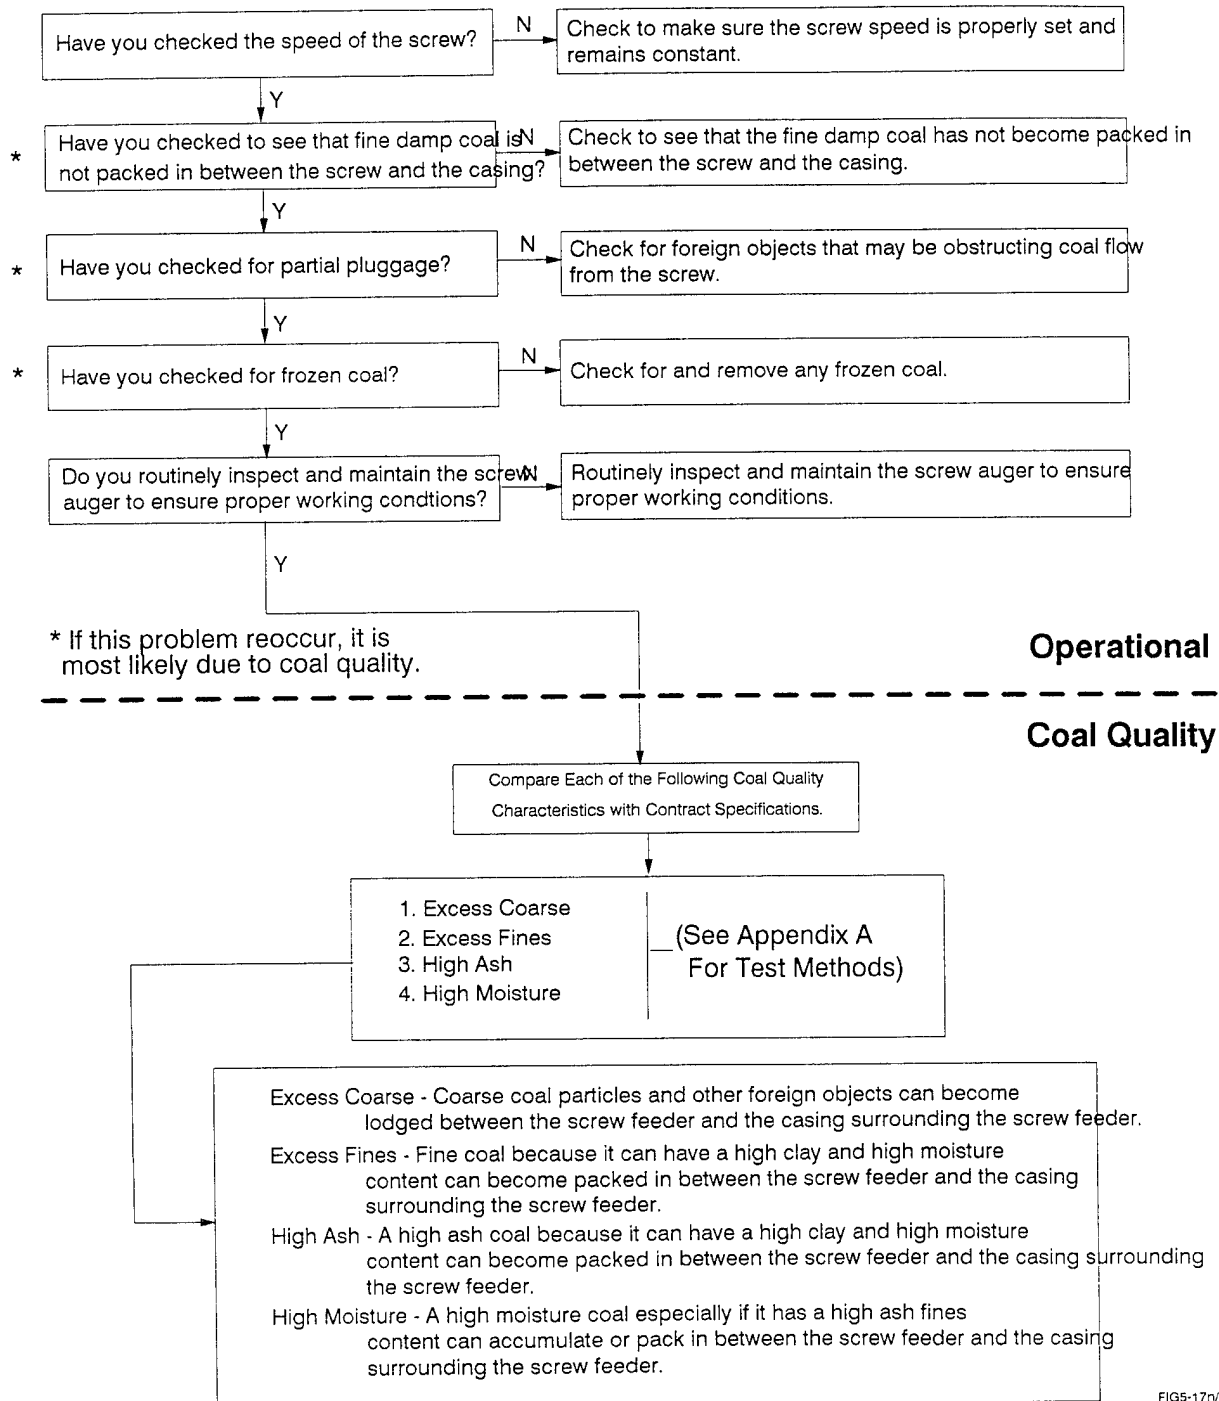 Have you checked the speed of the screw?
N
Check to make sure the screw speed is properly set and
remains constant.
Y
*
Have you checked to see that fine damp coal is
not packed in between the screw and the casing?
N
Check to see that the fine damp coal has not become packed in
between the screw and the casing.
Y
*
Have you checked for partial pluggage?
N
Check for foreign objects that may be obstructing coal flow
from the screw.
Y
*
Have you checked for frozen coal?
N
Check for and remove any frozen coal.
Y
Do you routinely inspect and maintain the screw
auger to ensure proper working condtions?
N
Routinely inspect and maintain the screw auger to ensure
proper working conditions.
Y
* If this problem reoccur, it is
most likely due to coal quality.
Operational
Coal Quality
Compare Each of the Following Coal Quality
Characteristics with Contract Specifications.
1. Excess Coarse
2. Excess Fines
3. High Ash
4. High Moisture
(See Appendix A
For Test Methods)
Excess Coarse - Coarse coal particles and other foreign objects can become
lodged between the screw feeder and the casing surrounding the screw feeder.
Excess Fines - Fine coal because it can have a high clay and high moisture
content can become packed in between the screw feeder and the casing
surrounding the screw feeder.
High Ash - A high ash coal because it can have a high clay and high moisture
content can become packed in between the screw feeder and the casing surrounding
the screw feeder.
High Moisture - A high moisture coal especially if it has a high ash fines
content can accumulate or pack in between the screw feeder and the casing
surrounding the screw feeder.
FIG5-17n/